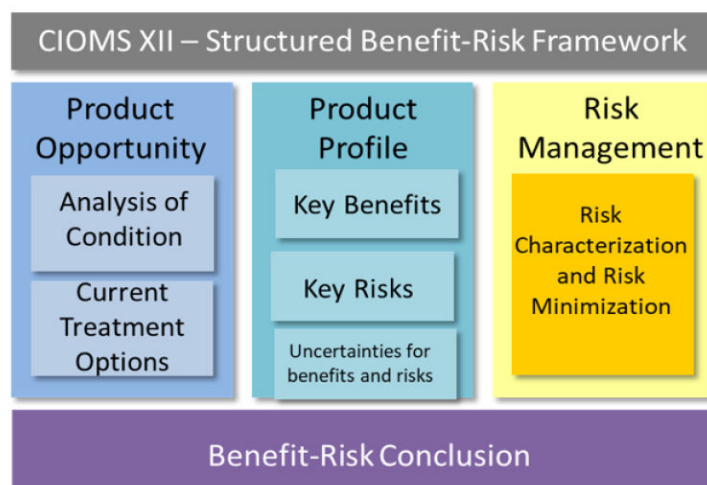 CIOMS XII – Structured Benefit-Risk Framework
Product
Opportunity
Analysis of
Condition
Current
Treatment
Options
Product
Profile
Key Benefits
Key Risks
Uncertainties for
benefits and risks
Risk
Management
Risk
Characterization
and Risk
Minimization
Benefit-Risk Conclusion